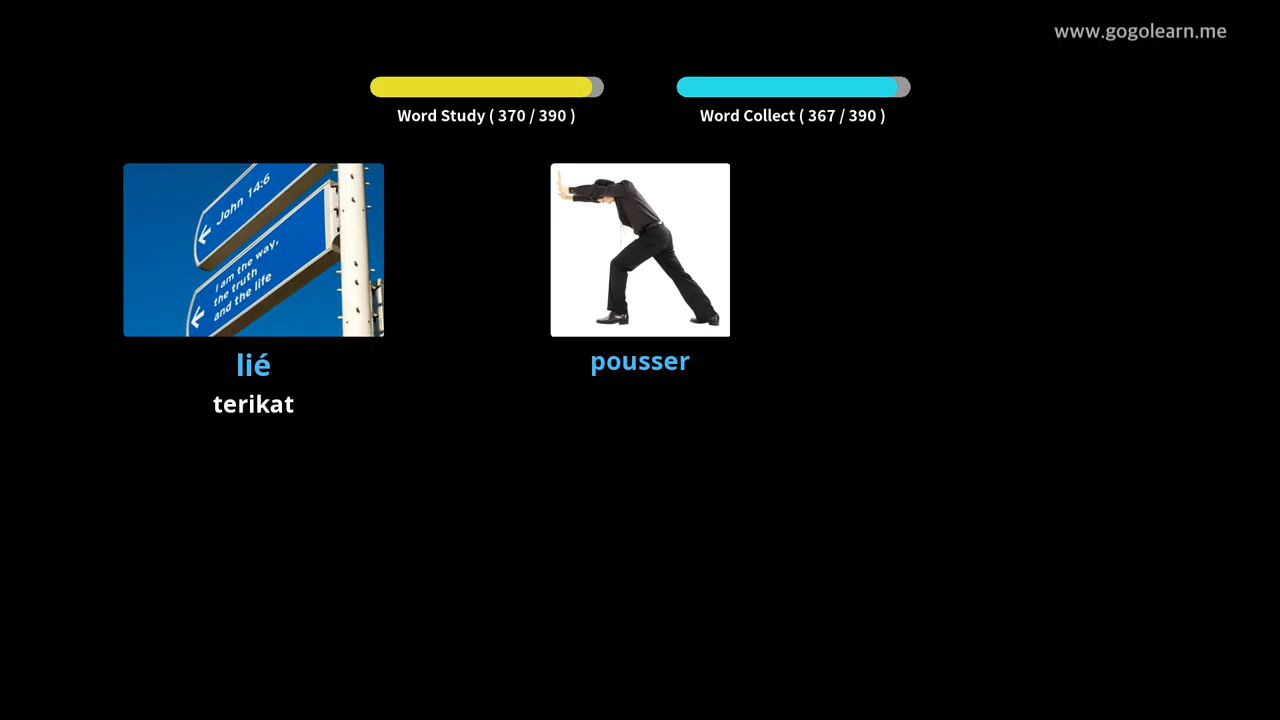 www.gogolearn.me
Word Study ( 370 / 390 )
Word Collect ( 367 / 390 )
John 14:6
I am the way,
the truth
and the life
lié
terikat
pousser